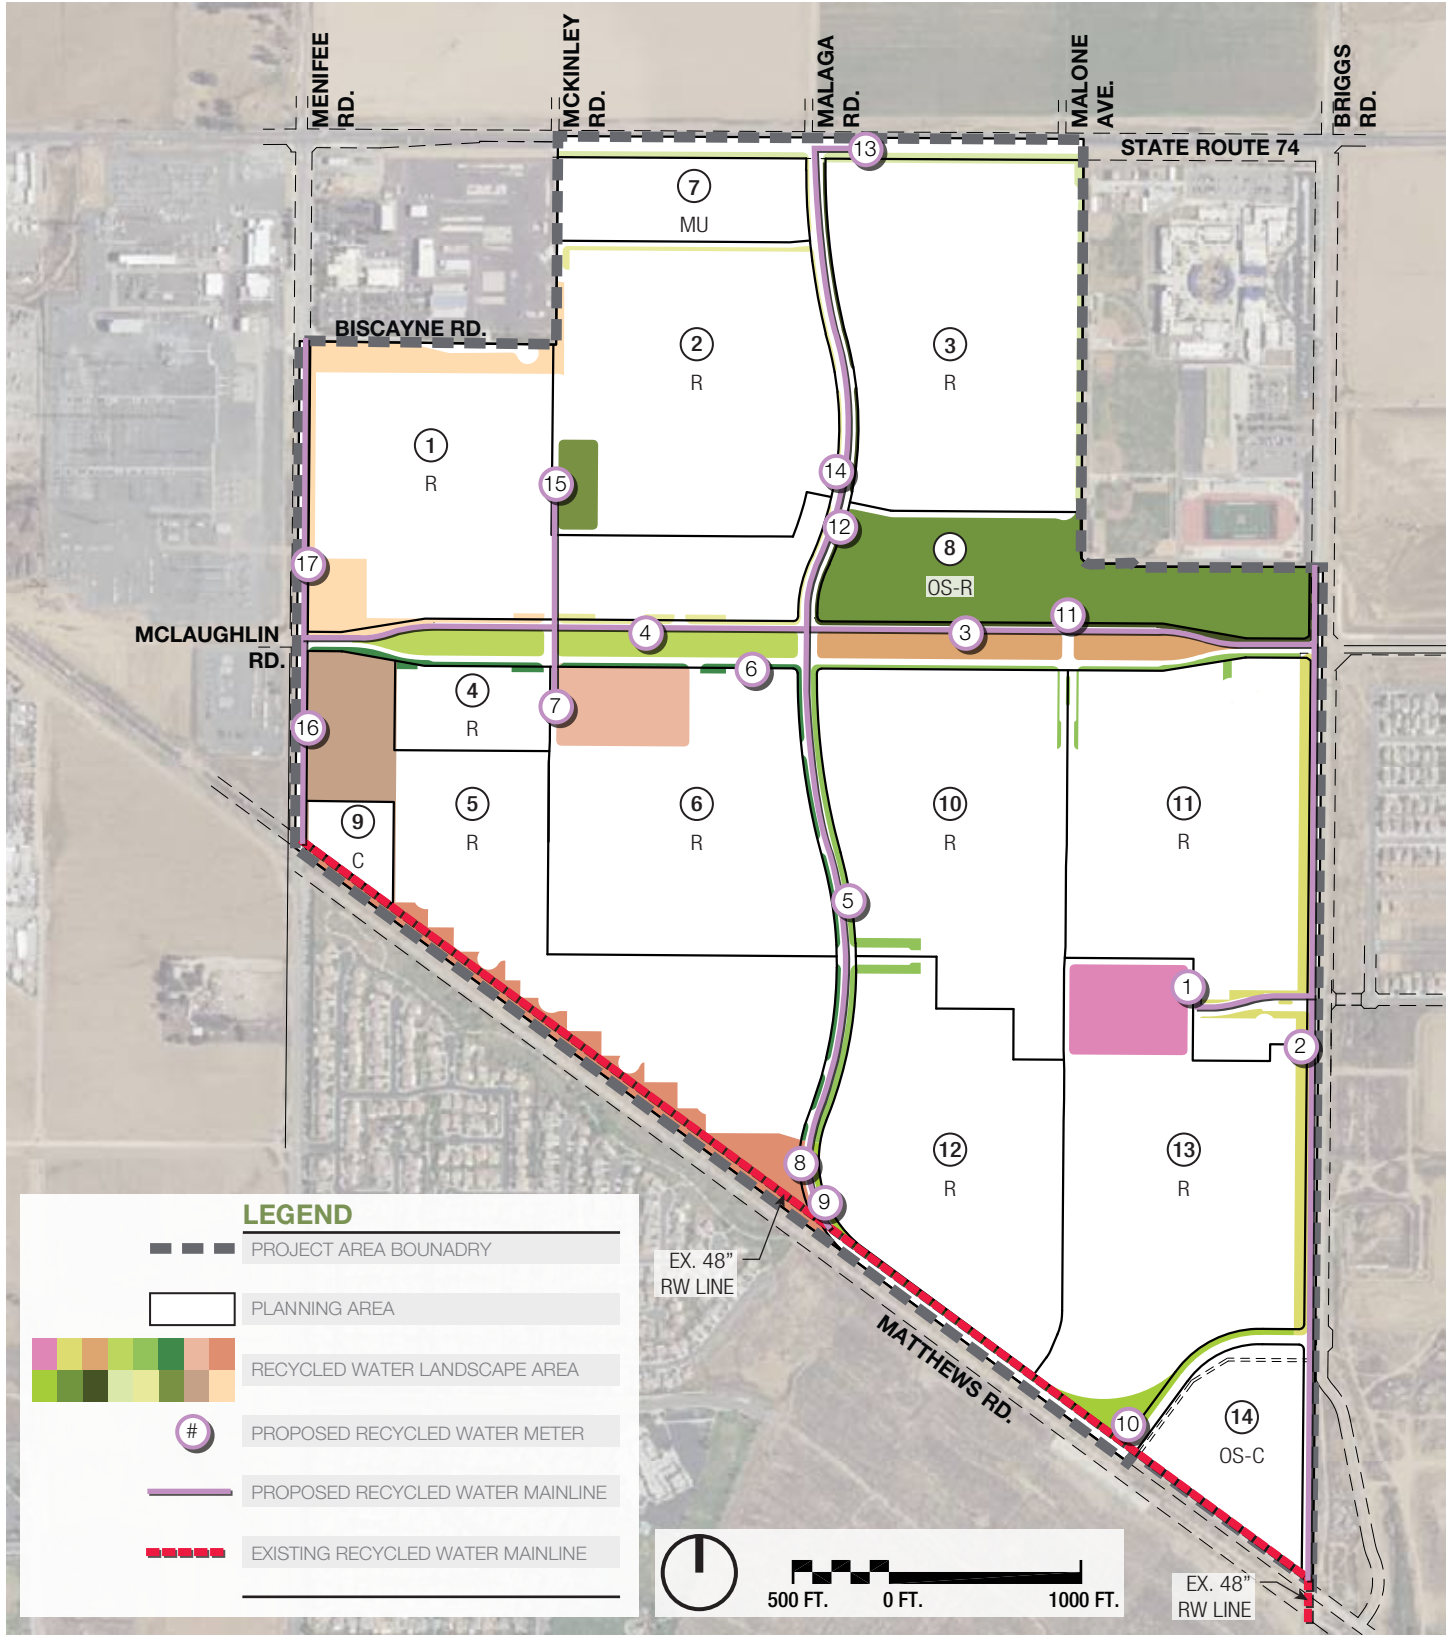 MENIFEE
RD.
MCKINLEY
RD.
MALAGA
RD.
MALONE
AVE.
BRIGGS
RD.
STATE ROUTE 74
13
7
MU
BISCAYNE RD.
2
R
3
R
1
R
14
15
12
8
OS-R
17
11
MCLAUGHLIN
RD.
4
3
6
4
R
7
16
9
C
5
R
6
R
10
R
11
R
5
1
2
12
R
13
R
8
9
EX. 48”
RW LINE
MATTHEWS RD.
10
14
OS-C
EX. 48”
RW LINE
LEGEND
PROJECT AREA BOUNADRY
PLANNING AREA
RECYCLED WATER LANDSCAPE AREA
#
PROPOSED RECYCLED WATER METER
PROPOSED RECYCLED WATER MAINLINE
EXISTING RECYCLED WATER MAINLINE
500 FT.
0 FT.
1000 FT.